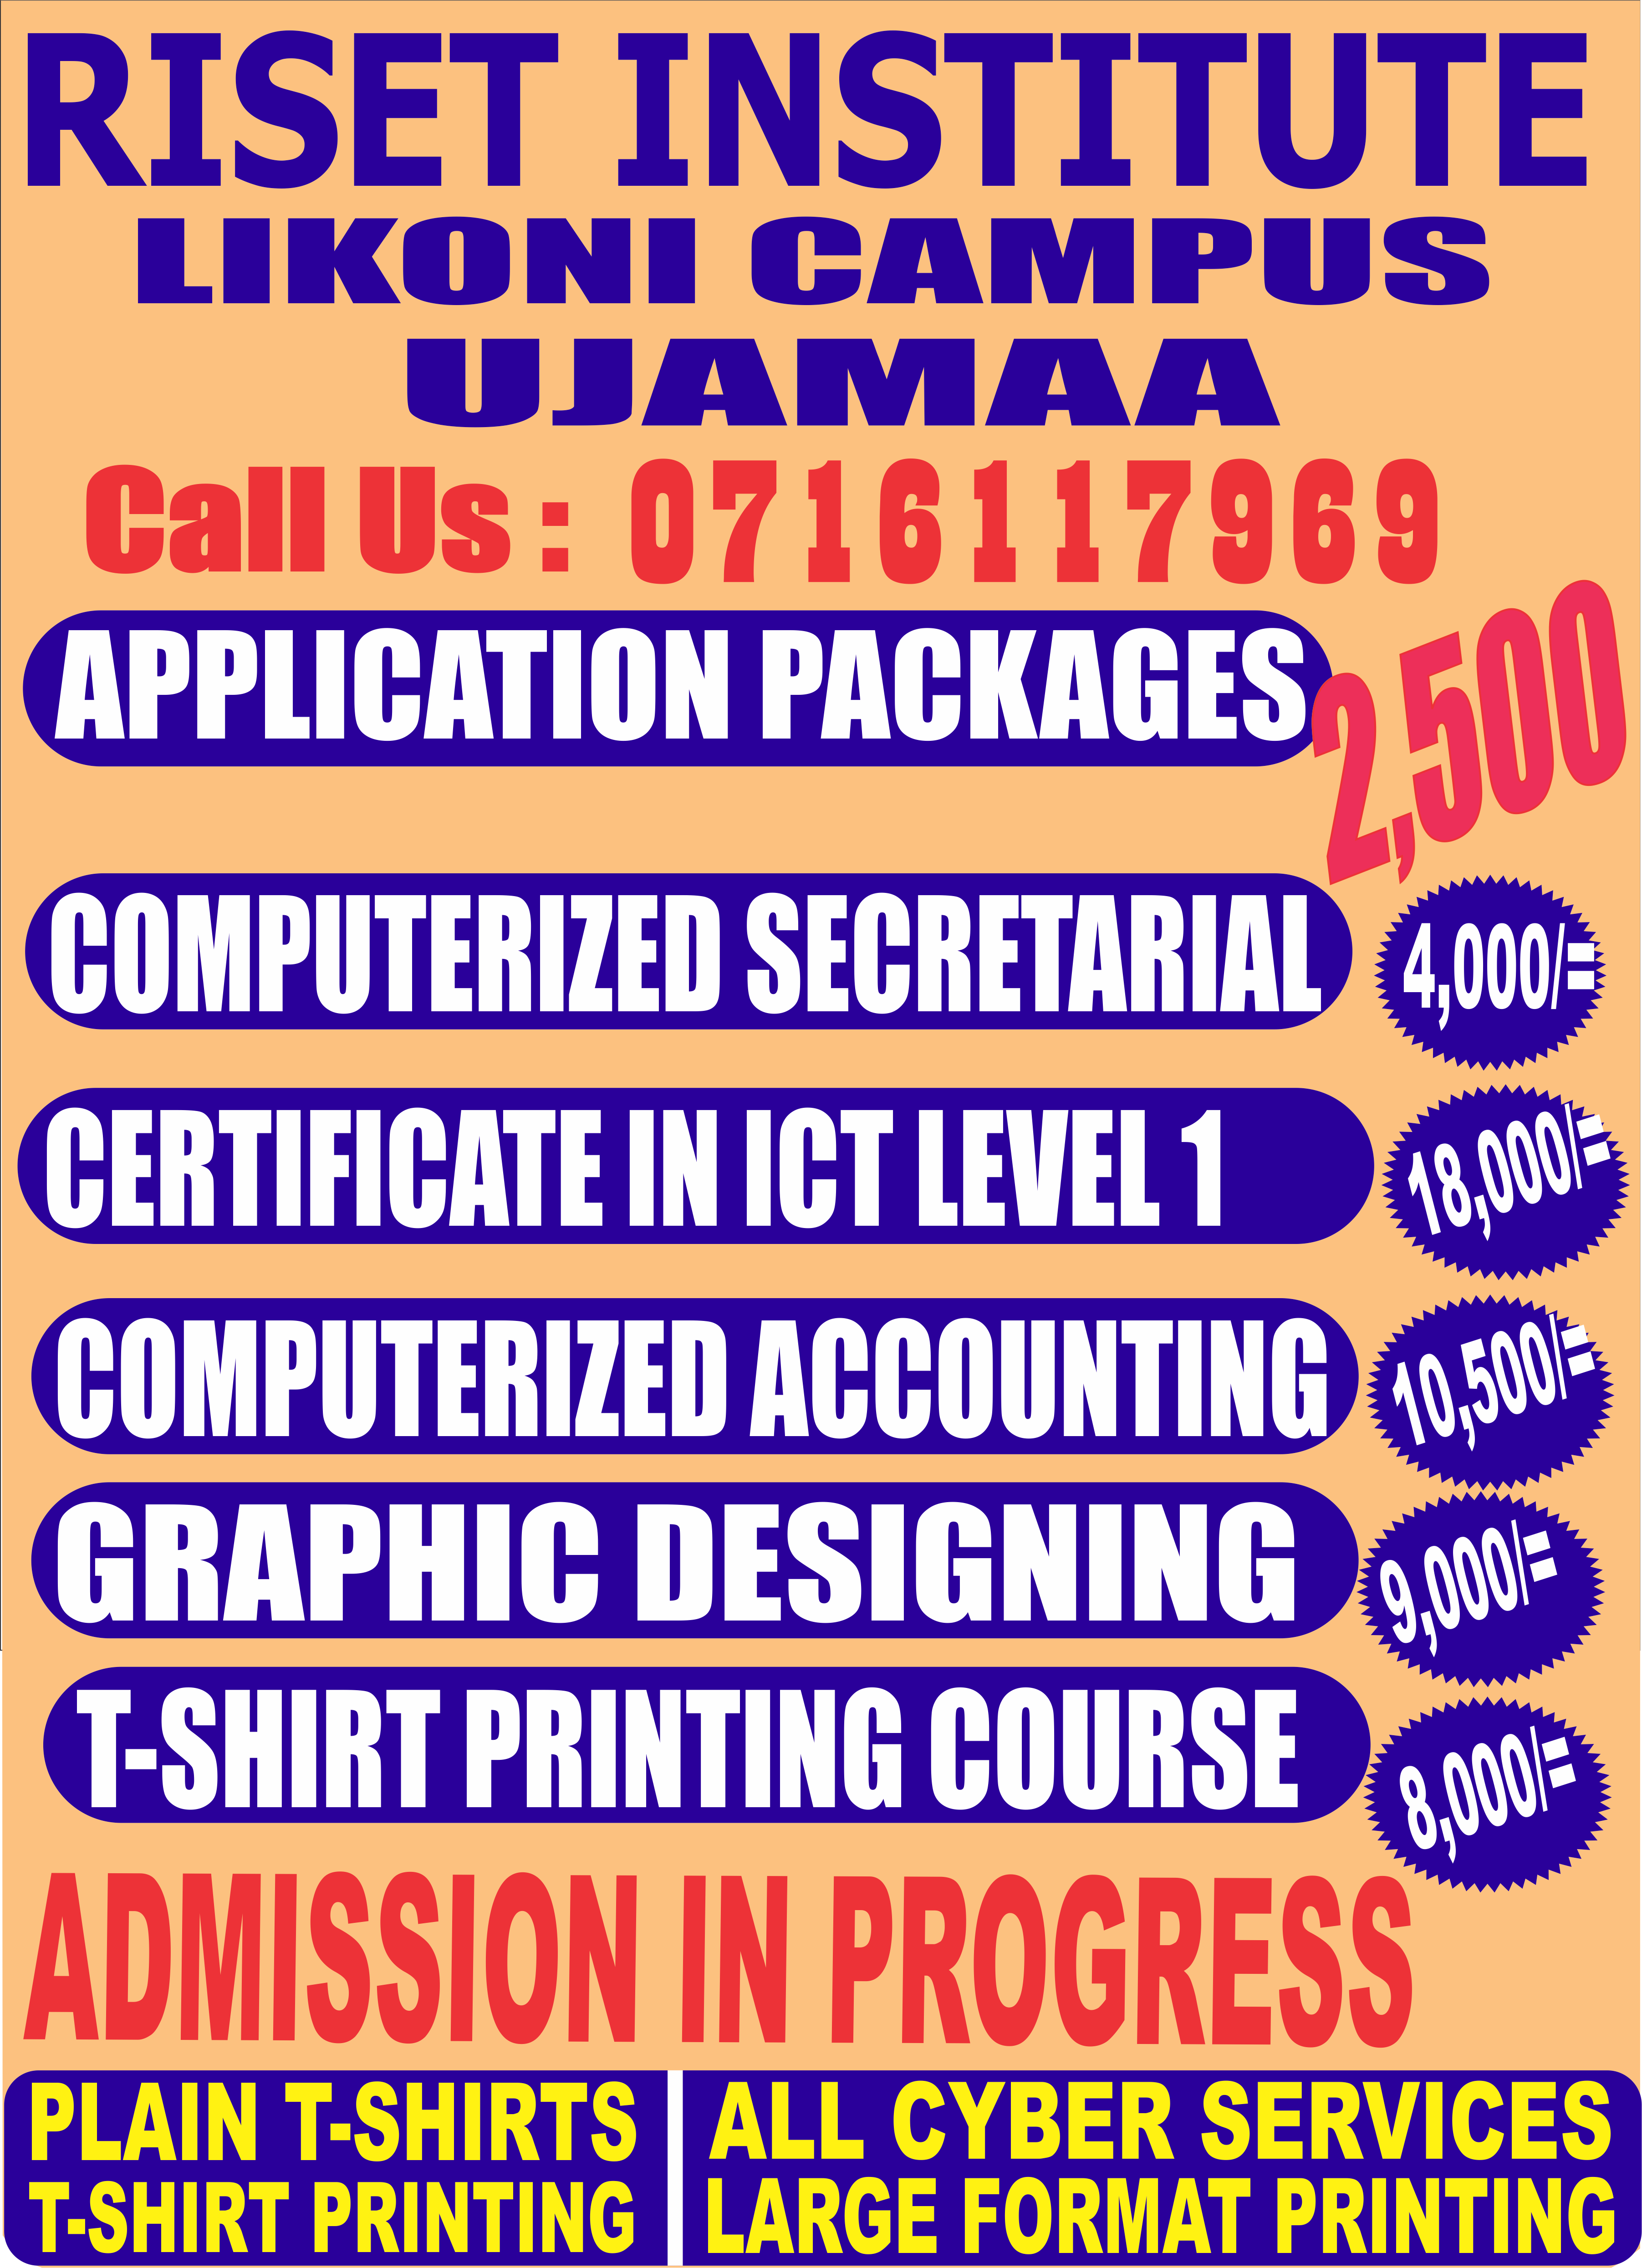 RISET INSTITUTE
LIKONI CAMPUS
UJAMAA
Call Us : 0716117969
APPLICATION PACKAGES 2,500
COMPUTERIZED SECRETARIAL 4,000/=
CERTIFICATE IN ICT LEVEL 1 18,000/=
COMPUTERIZED ACCOUNTING 10,500/=
GRAPHIC DESIGNING 9,000/=
T-SHIRT PRINTING COURSE 8,000/=
ADMISSION IN PROGRESS
PLAIN T-SHIRTS
T-SHIRT PRINTING
ALL CYBER SERVICES
LARGE FORMAT PRINTING